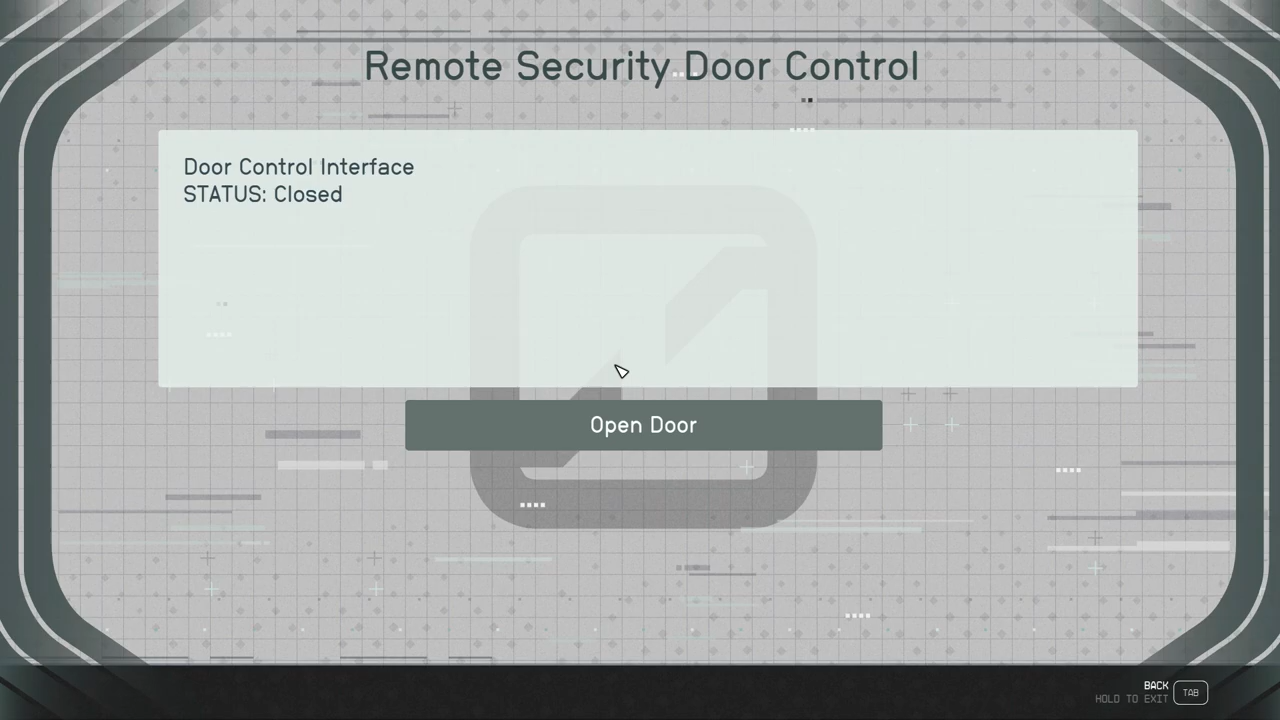 Remote Security Door Control
Door Control Interface
STATUS: Closed
Open Door
BACK
HOLD TO EXIT
TAB